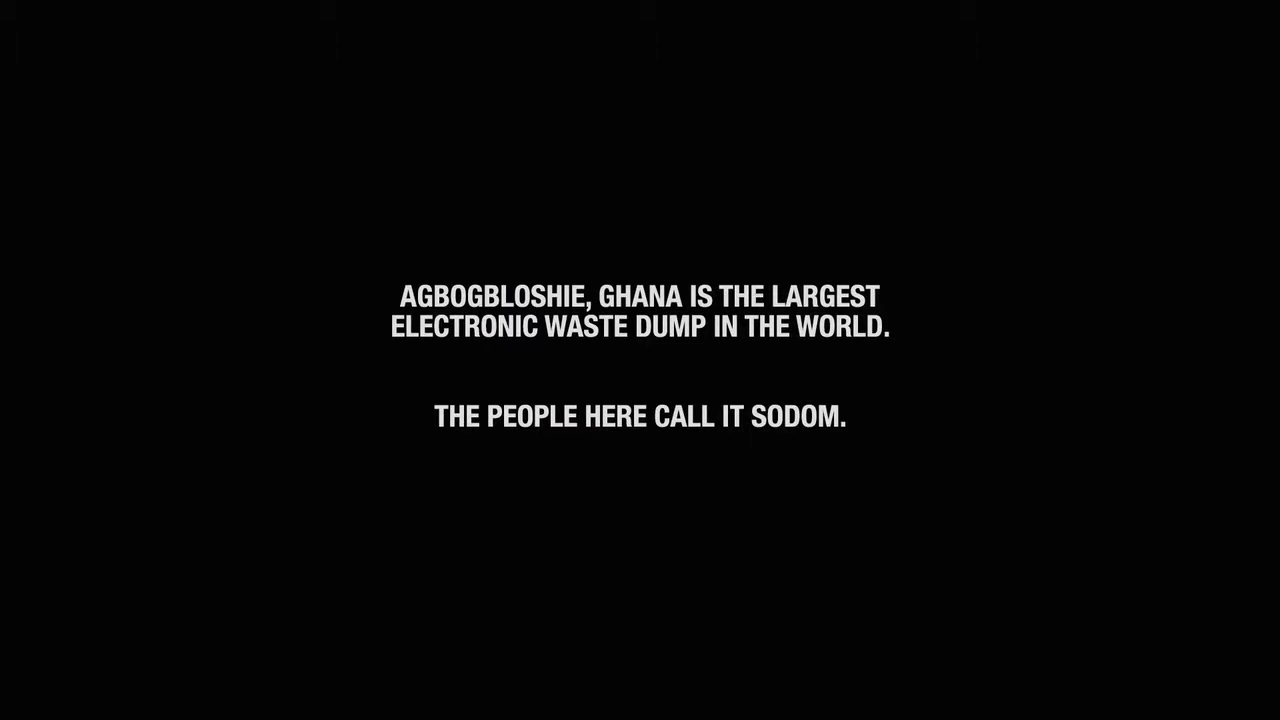 AGBOGBLOSHIE, GHANA IS THE LARGEST
ELECTRONIC WASTE DUMP IN THE WORLD.
THE PEOPLE HERE CALL IT SODOM.